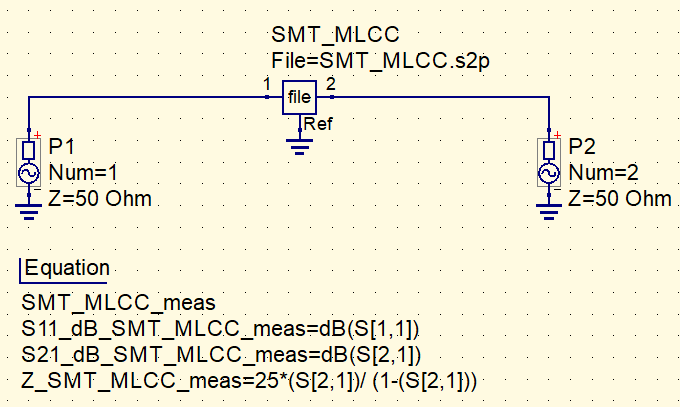 SMT_MLCC
File=SMT_MLCC.s2p
1
file
2
Ref
P1
Num=1
Z=50 Ohm
P2
Num=2
Z=50 Ohm
Equation
SMT_MLCC_meas
S11_dB_SMT_MLCC_meas=dB(S[1,1])
S21_dB_SMT_MLCC_meas=dB(S[2,1])
Z_SMT_MLCC_meas=25*(S[2,1])/ (1-(S[2,1]))